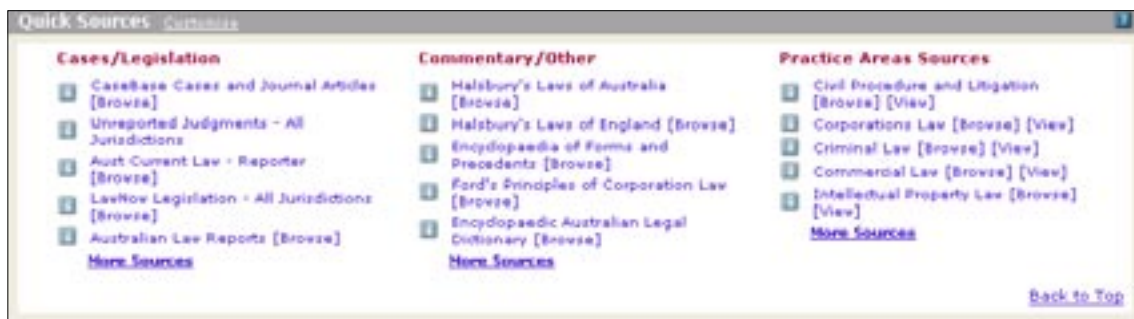 Quick Sources Customise
Cases/Legislation
CaseBase Cases and Journal Articles
[Browse]
Unreported Judgments - All
Jurisdictions
Aust Current Law - Reporter
[Browse]
LawNow Legislation - All Jurisdictions
[Browse]
Australian Law Reports [Browse]
More Sources
Commentary/Other
Halsbury's Laws of Australia
[Browse]
Halsbury's Laws of England [Browse]
Encyclopaedia of Forms and
Precedents [Browse]
Ford's Principles of Corporation Law
[Browse]
Encyclopaedic Australian Legal
Dictionary [Browse]
More Sources
Practice Areas Sources
Civil Procedure and Litigation
[Browse] [View]
Corporations Law [Browse] [View]
Criminal Law [Browse] [View]
Commercial Law [Browse] [View]
Intellectual Property Law [Browse]
[View]
More Sources
Back to Top